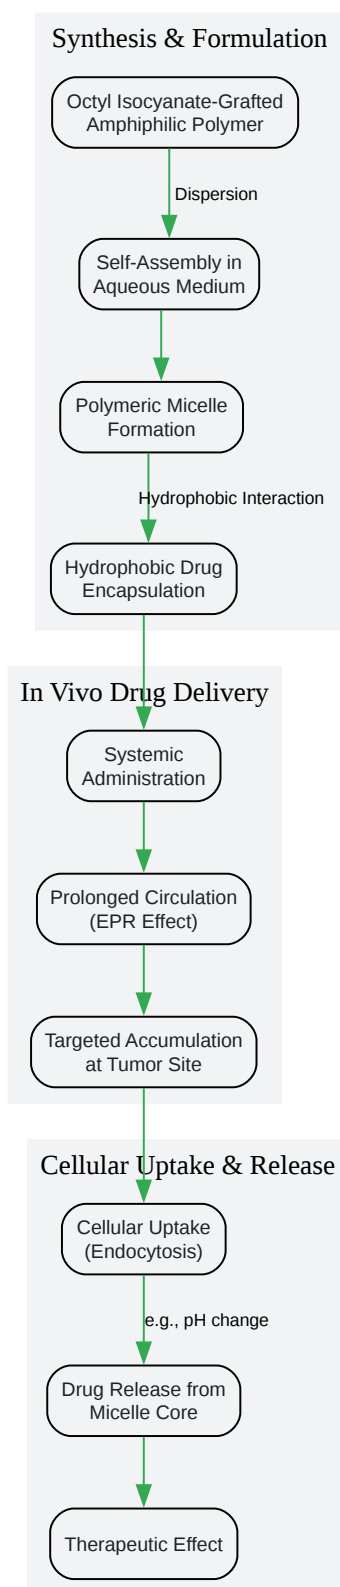 Synthesis & Formulation
Octyl Isocyanate-Grafted
Amphiphilic Polymer
Dispersion
Self-Assembly in
Aqueous Medium
Polymeric Micelle
Formation
Hydrophobic Interaction
Hydrophobic Drug
Encapsulation
In Vivo Drug Delivery
Systemic
Administration
Prolonged Circulation
(EPR Effect)
Targeted Accumulation
at Tumor Site
Cellular Uptake & Release
Cellular Uptake
(Endocytosis)
e.g., pH change
Drug Release from
Micelle Core
Therapeutic Effect